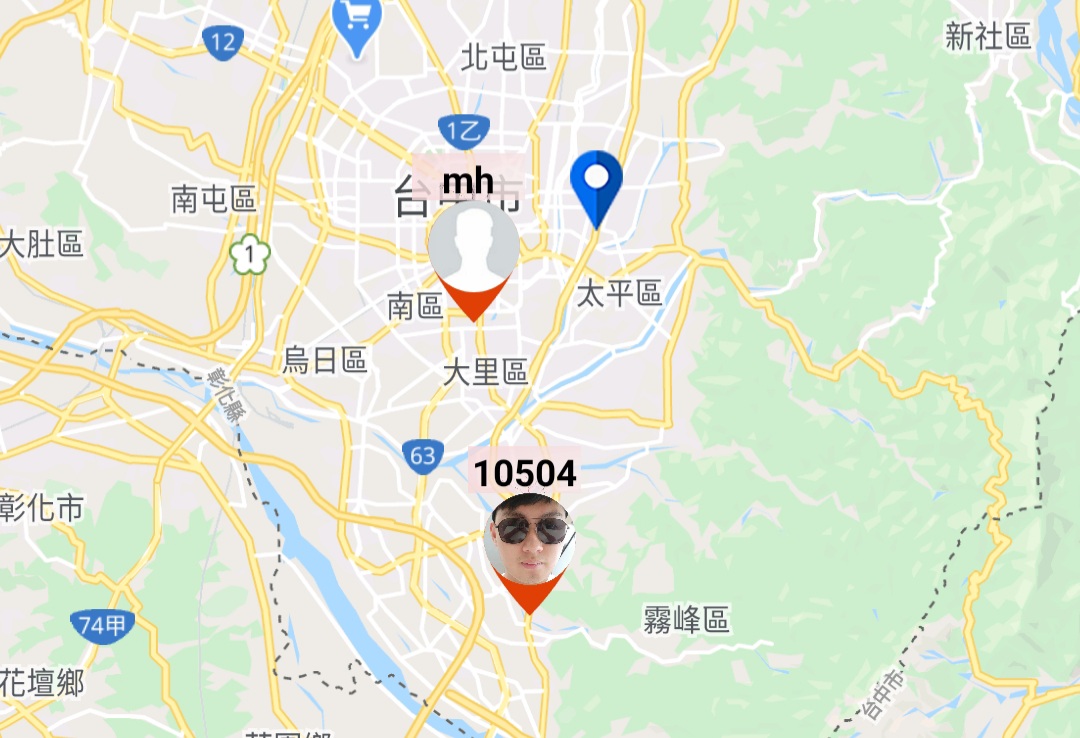 新社區
12
北屯區
1乙
mh
南屯區
大肚區
1
太平區
南區
烏日區
大里區
彰化縣
63
10504
彰化市
74甲
霧峰區
花壇鄉
台中市